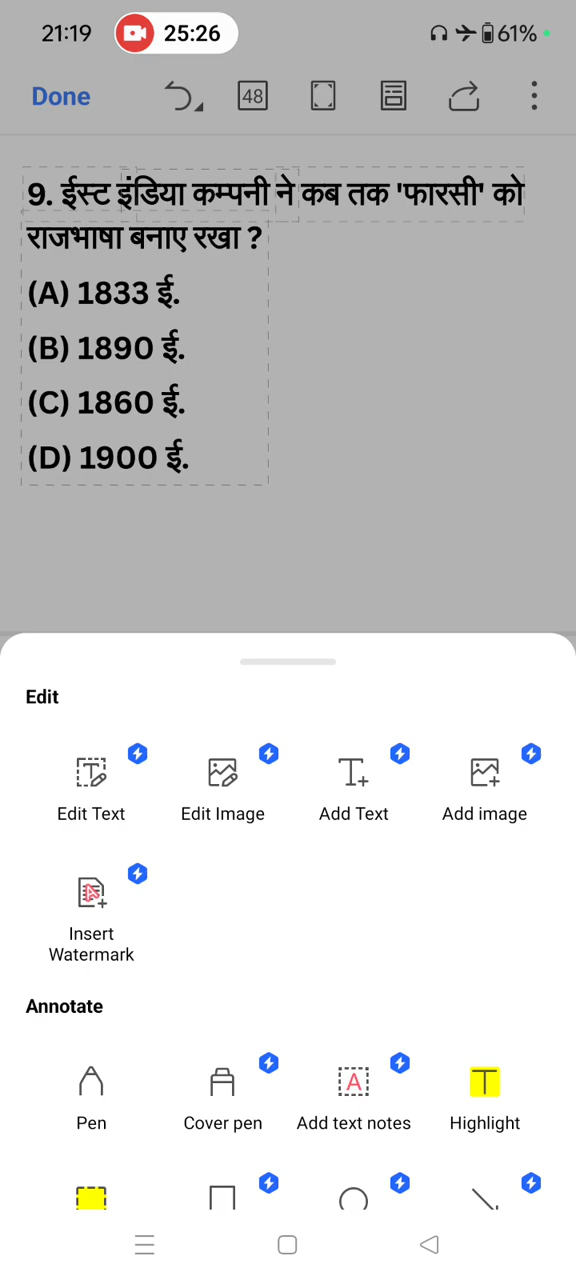 21:19
25:26
61%
Done
48
9. ईस्ट इंडिया कम्पनी ने कब तक 'फारसी' को
राजभाषा बनाए रखा ?
(A) 1833 ई.
(B) 1890 ई.
(C) 1860 ई.
(D) 1900 ई.
Edit
Edit Text
Edit Image
Add Text
Add image
Insert
Watermark
Annotate
Pen
Cover pen
Add text notes
Highlight